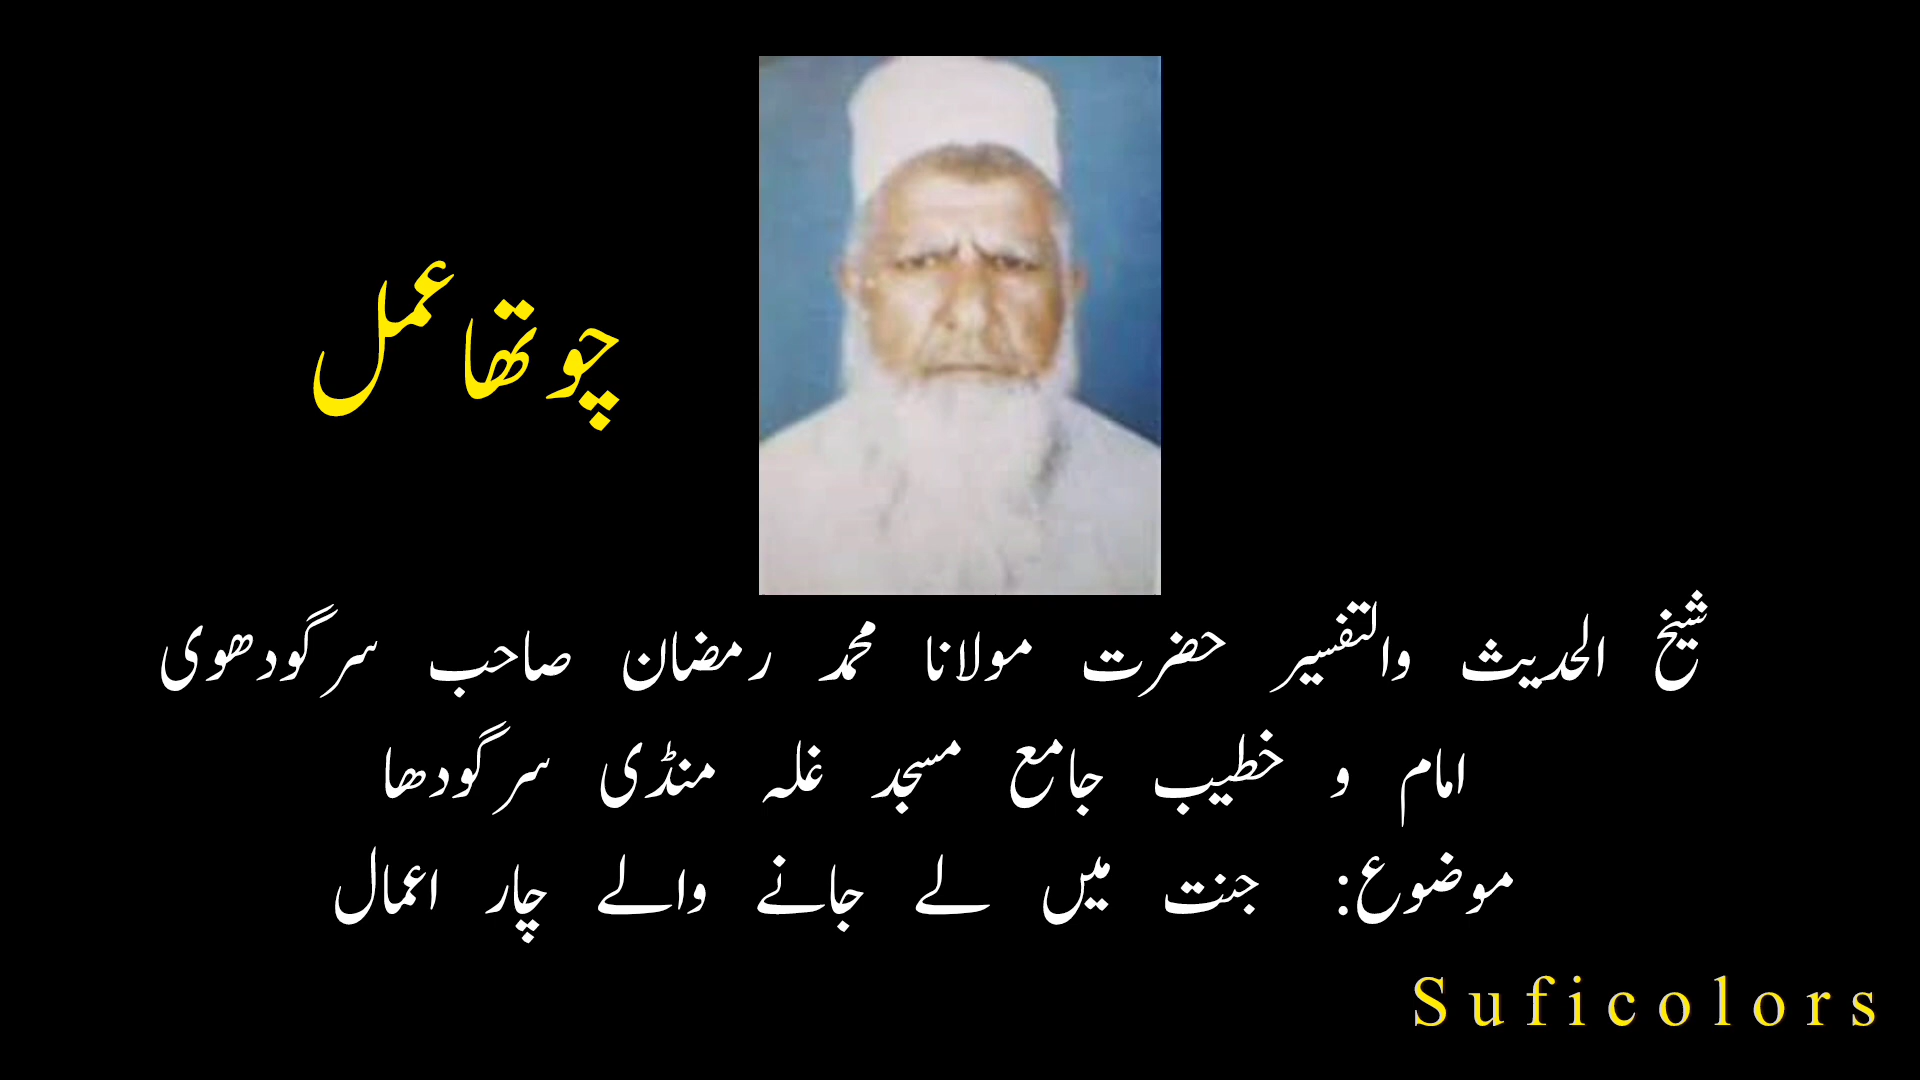 چوتھا عمل
شیخ الحدیث والتفسیر حضرت مولانا محمد رمضان صاحب سرگودھوی
امام و خطیب جامع مسجد غلہ منڈی سرگودھا
موضوع: جنت میں لے جانے والے چار اعمال
Suficolors